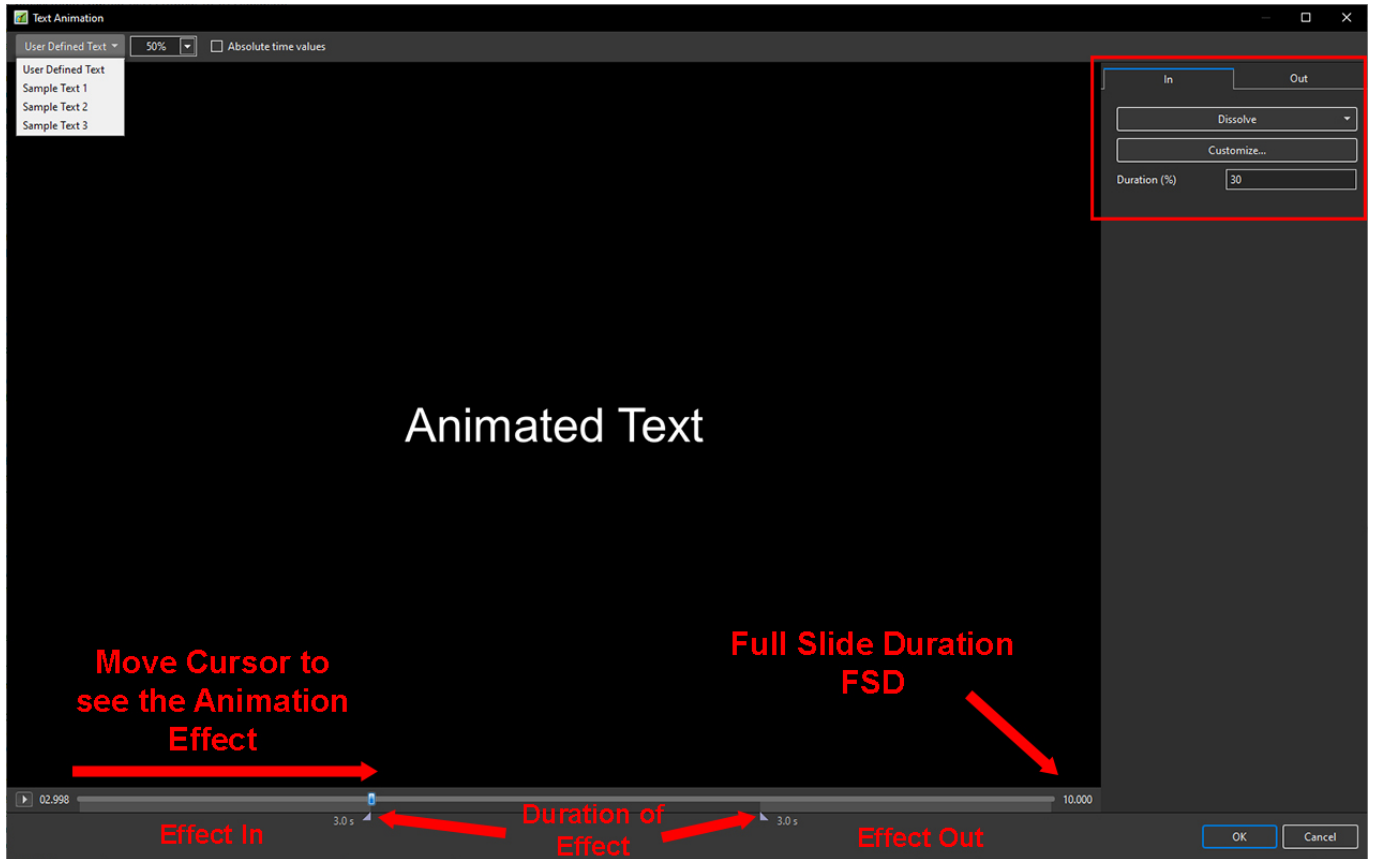 Text Animation
User Defined Text
50%
Absolute time values
User Defined Text
Sample Text 1
Sample Text 2
Sample Text 3
In
Out
Dissolve
Customize...
Duration (%)
30
Animated Text
Move Cursor to
see the Animation
Effect
Full Slide Duration
FSD
02.998
10.000
3.0 s
3.0 s
Effect In
Duration of
Effect
Effect Out
OK
Cancel